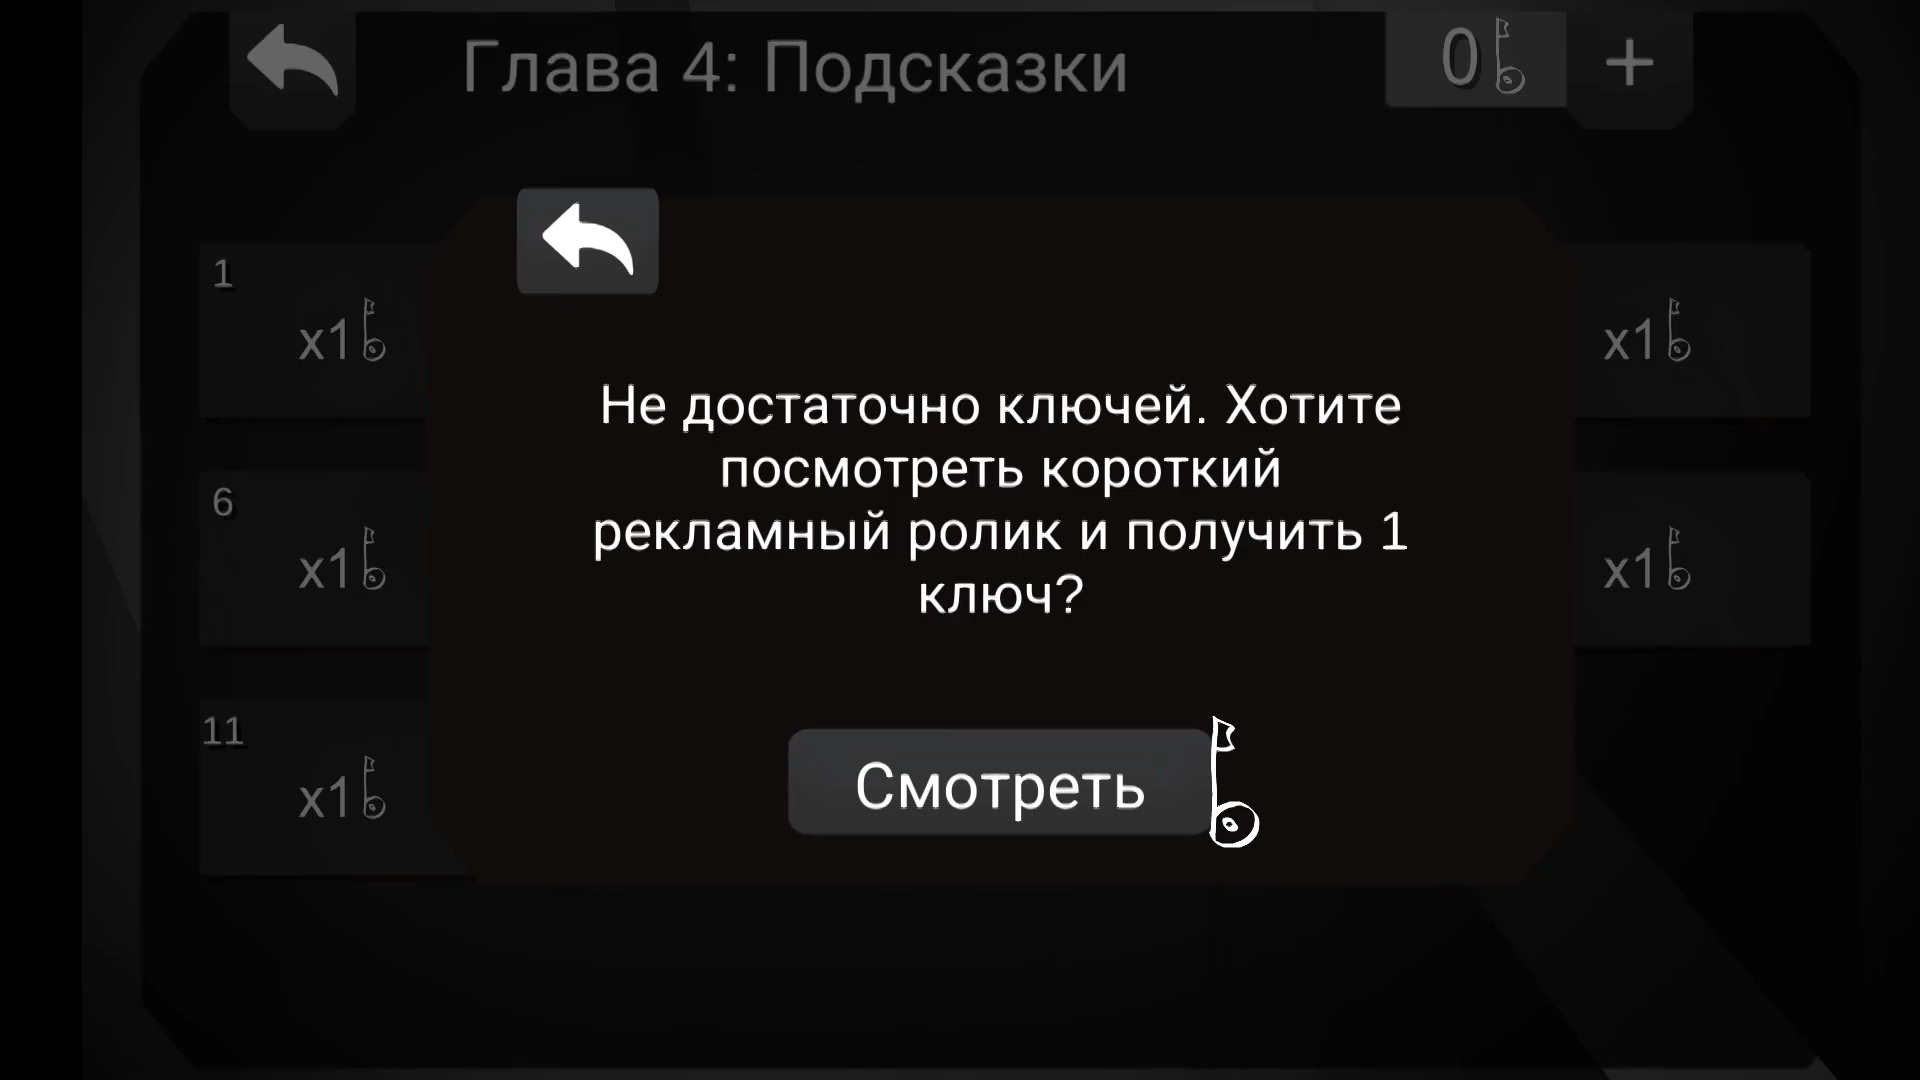 Глава 4: Подсказки
0
+
Не достаточно ключей. Хотите
посмотреть короткий
рекламный ролик и получить 1
ключ?
Смотреть
1
x1
x1
6
x1
x1
11
x1